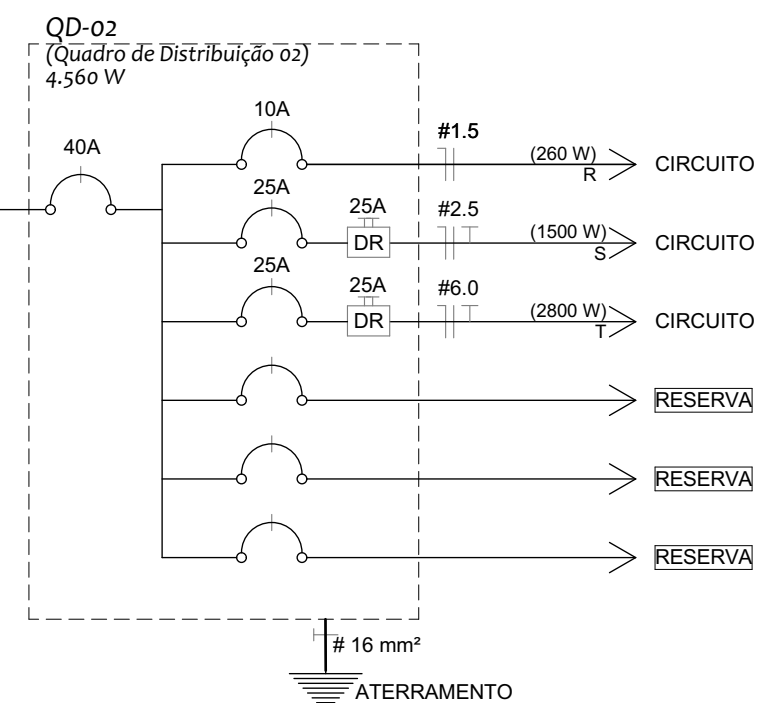 QD-02
(Quadro de Distribuição 02)
4.560 W
40A
10A
#1.5
(260 W)
R
CIRCUITO
25A
25A
DR
#2.5
(1500 W)
S
CIRCUITO
25A
25A
DR
#6.0
(2800 W)
T
CIRCUITO
RESERVA
RESERVA
RESERVA
# 16 mm²
ATERRAMENTO